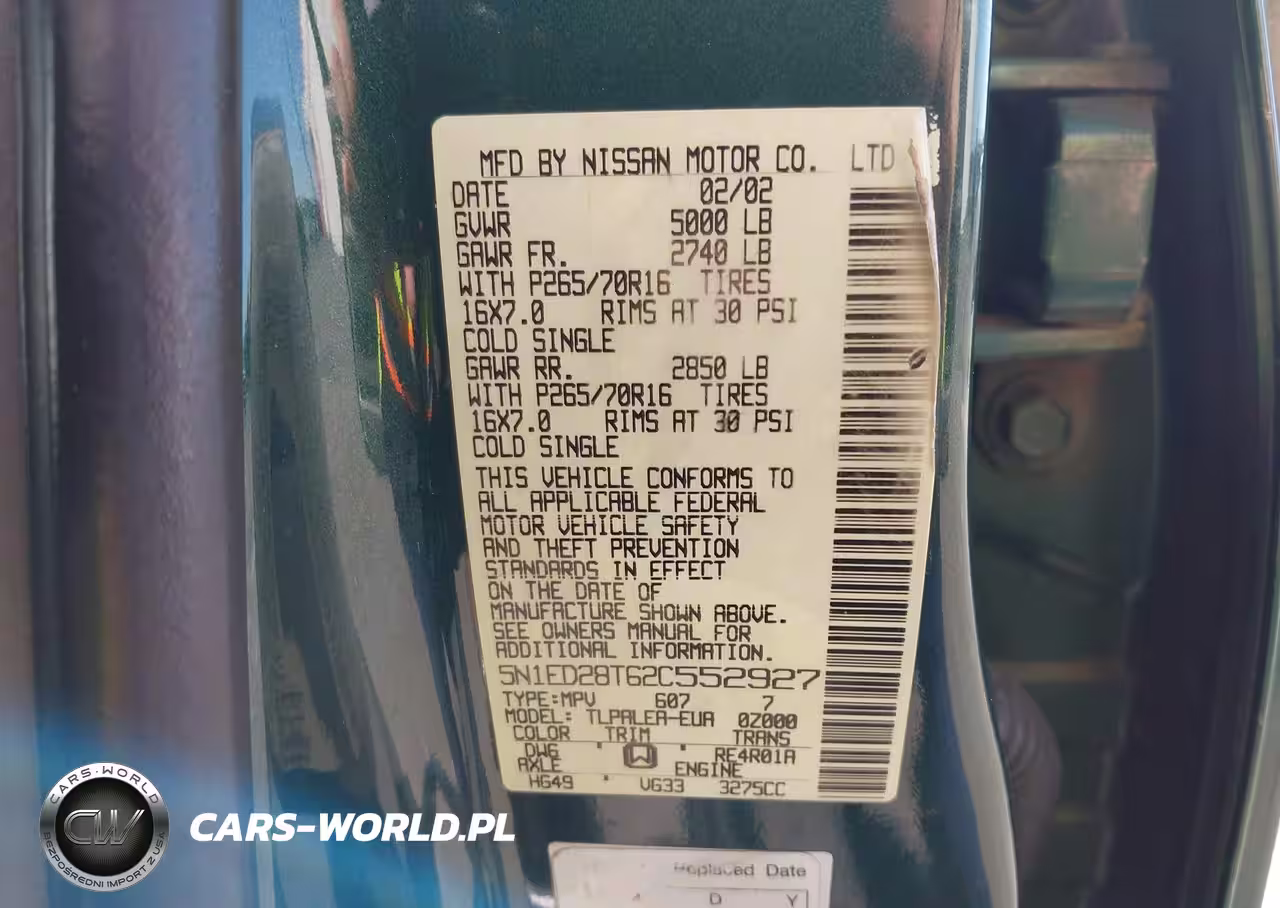 MFD BY NISSAN MOTOR CO. LTD
DATE 02/02
GVWR 5000 LB
GAWR FR. 2740 LB
WITH P265/70R16 TIRES
16X7.0 RIMS AT 30 PSI
COLD SINGLE
GAWR RR. 2850 LB
WITH P265/70R16 TIRES
16X7.0 RIMS AT 30 PSI
COLD SINGLE
THIS VEHICLE CONFORMS TO
ALL APPLICABLE FEDERAL
MOTOR VEHICLE SAFETY
AND THEFT PREVENTION
STANDARDS IN EFFECT
ON THE DATE OF
MANUFACTURE SHOWN ABOVE.
SEE OWNERS MANUAL FOR
ADDITIONAL INFORMATION.
5N1ED28T62C552927
TYPE:MPV 607 7
MODEL: TLPALEA-EUA 0Z000
COLOR TRIM TRANS
DW6 W RE4R01A
AXLE ENGINE
HG49 VG33 3275CC
Replaced Date
D Y
CARS-WORLD
CW
BEZPOŚREDNI IMPORT Z USA
CARS-WORLD.PL